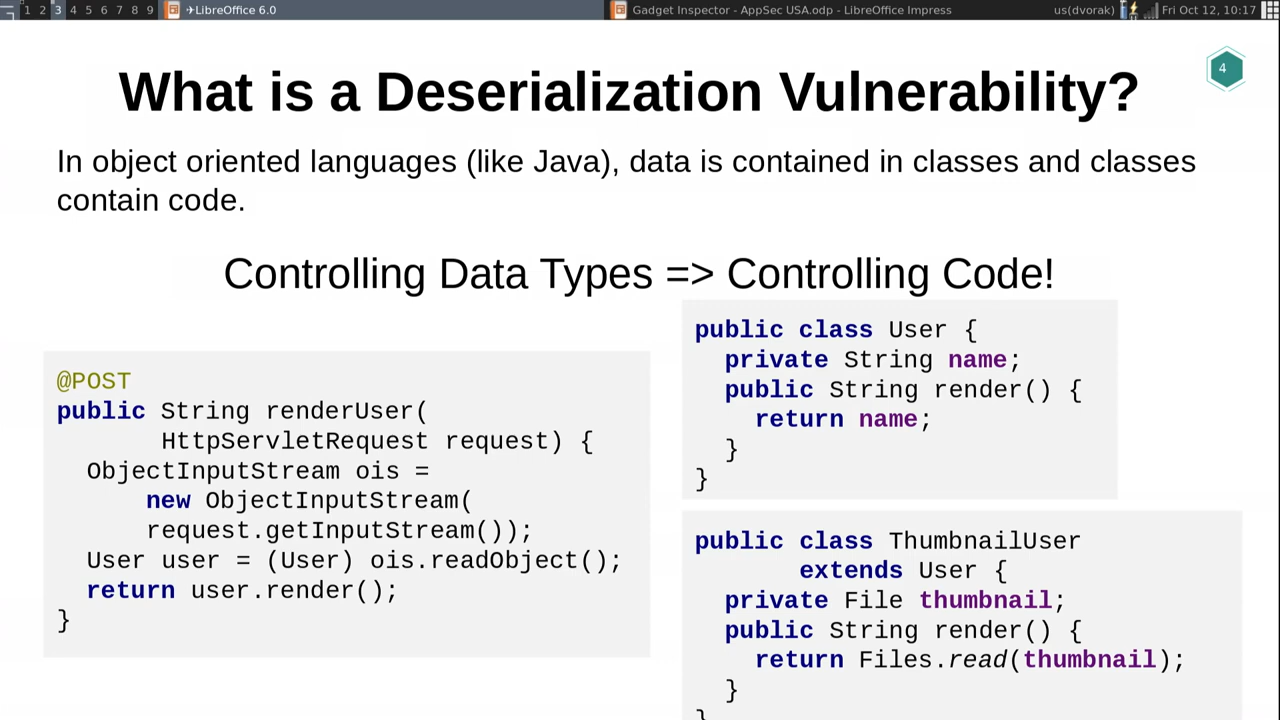 1 2 3 4 5 6 7 8 9 ✈LibreOffice 6.0 Gadget Inspector - AppSec USA.odp - LibreOffice Impress us(dvorak) Fri Oct 12, 10:17
4
What is a Deserialization Vulnerability?
In object oriented languages (like Java), data is contained in classes and classes
contain code.
Controlling Data Types => Controlling Code!
@POST
public String renderUser(
HttpServletRequest request) {
ObjectInputStream ois =
new ObjectInputStream(
request.getInputStream());
User user = (User) ois.readObject();
return user.render();
}
public class User {
private String name;
public String render() {
return name;
}
}
public class ThumbnailUser
extends User {
private File thumbnail;
public String render() {
return Files.read(thumbnail);
}
}